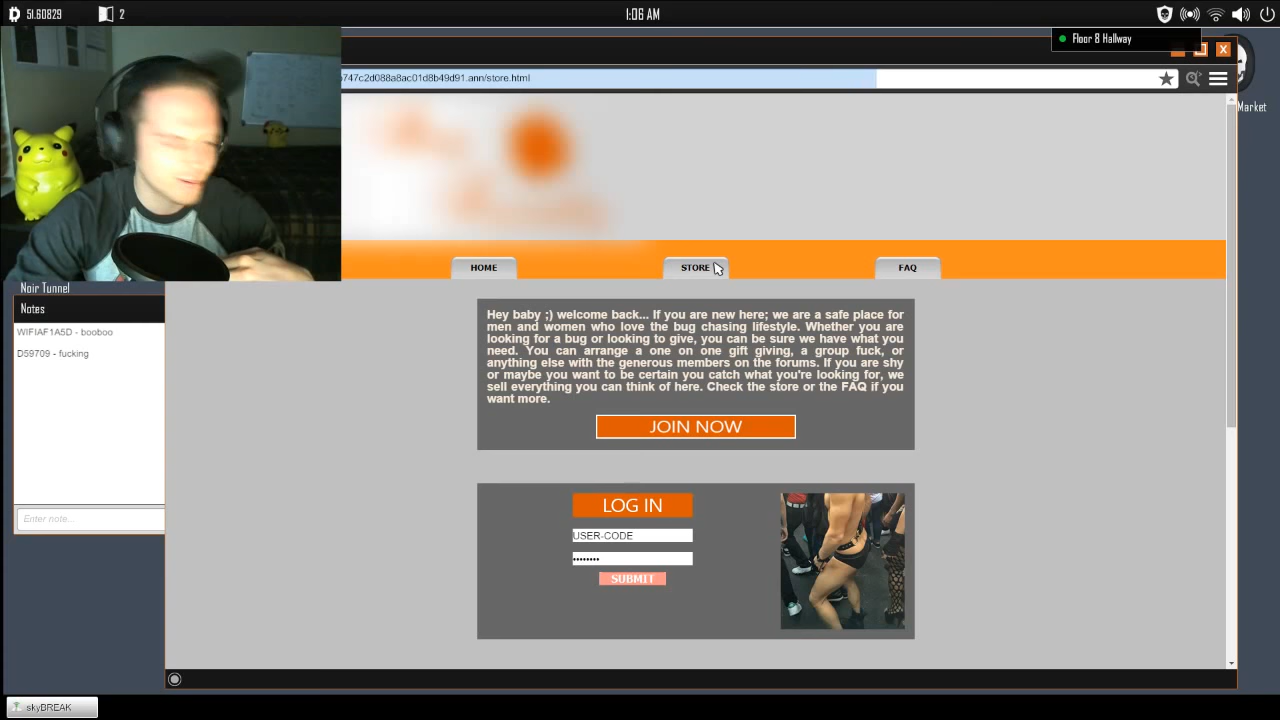 51.60829
2
1:06 AM
Floor 8 Hallway
X
747c2d088a8ac01d8b49d91.ann/store.html
Market
HOME
STORE
FAQ
Noir Tunnel
Notes
WIFIAF1A5D - booboo
D59709 - fucking
Enter note...
Hey baby ;) welcome back... If you are new here; we are a safe place for
men and women who love the bug chasing lifestyle. Whether you are
looking for a bug or looking to give, you can be sure we have what you
need. You can arrange a one on one gift giving, a group fuck, or
anything else with the generous members on the forums. If you are shy
or maybe you want to be certain you catch what you're looking for, we
sell everything you can think of here. Check the store or the FAQ if you
want more.
JOIN NOW
LOG IN
USER-CODE
SUBMIT
skyBREAK